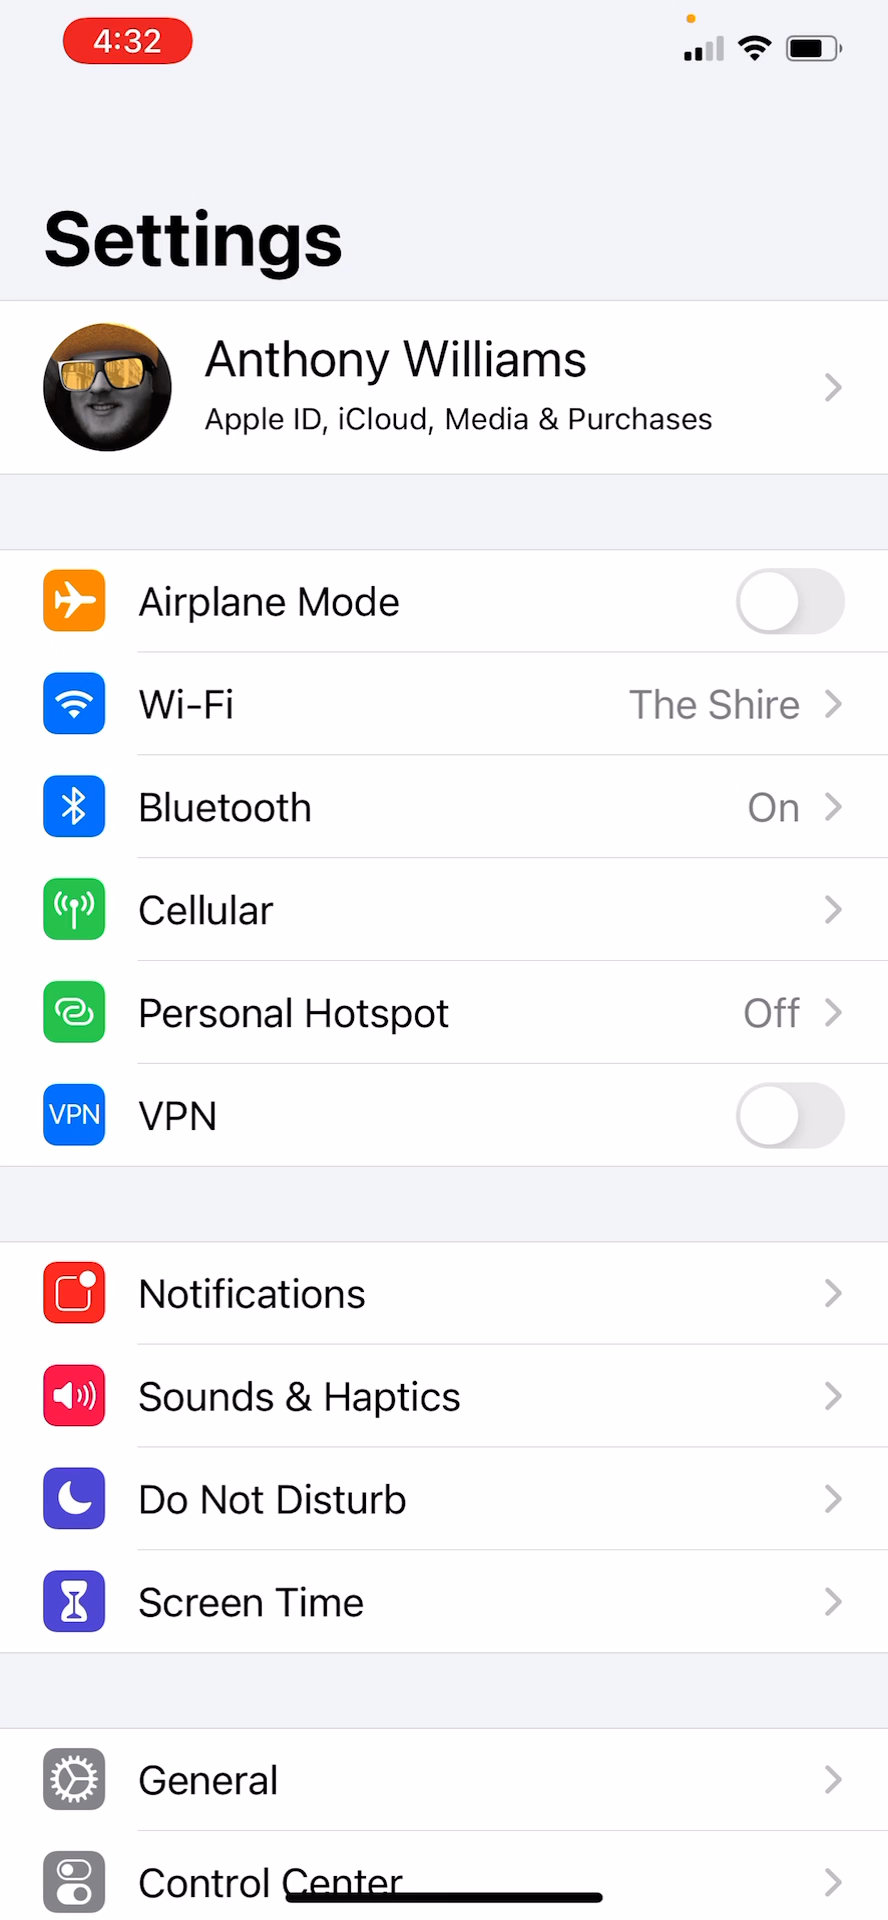 4:32
Settings
Anthony Williams
Apple ID, iCloud, Media & Purchases
Airplane Mode
Wi-Fi The Shire
Bluetooth On
Cellular
Personal Hotspot Off
VPN VPN
Notifications
Sounds & Haptics
Do Not Disturb
Screen Time
General
Control Center